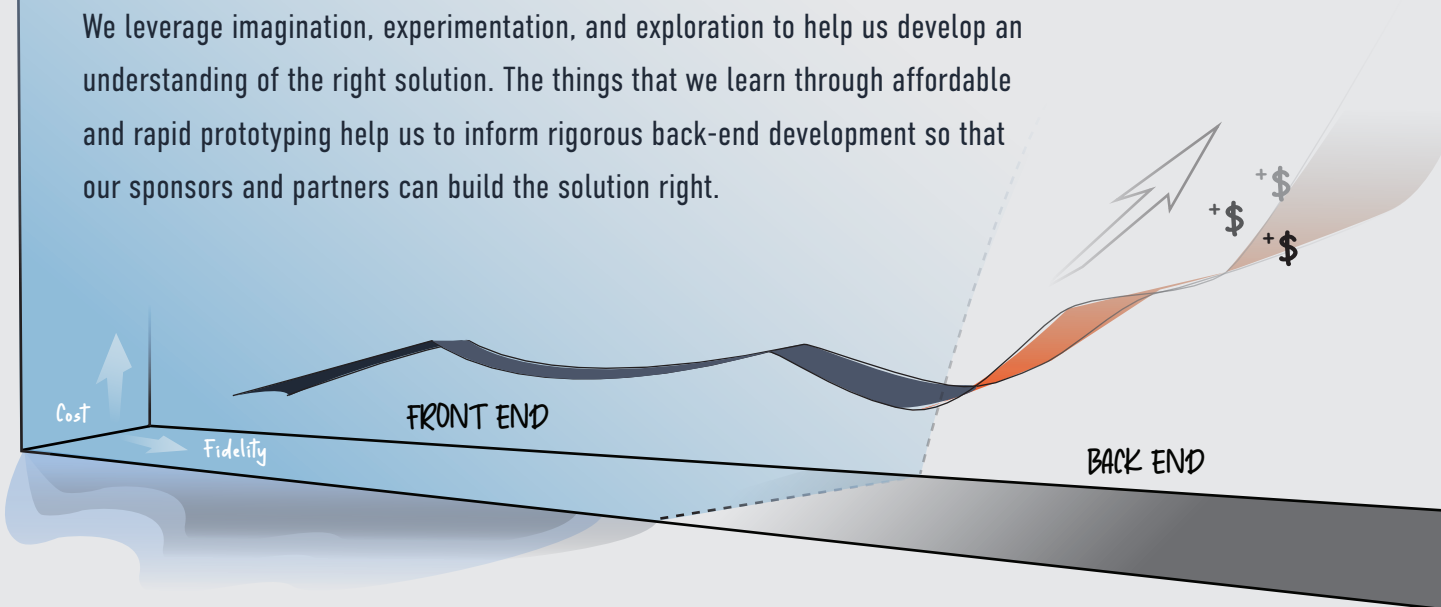 We leverage imagination, experimentation, and exploration to help us develop an
understanding of the right solution. The things that we learn through affordable
and rapid prototyping help us to inform rigorous back-end development so that
our sponsors and partners can build the solution right.
+$
+$
+$
Cost
FRONT END
Fidelity
BACK END